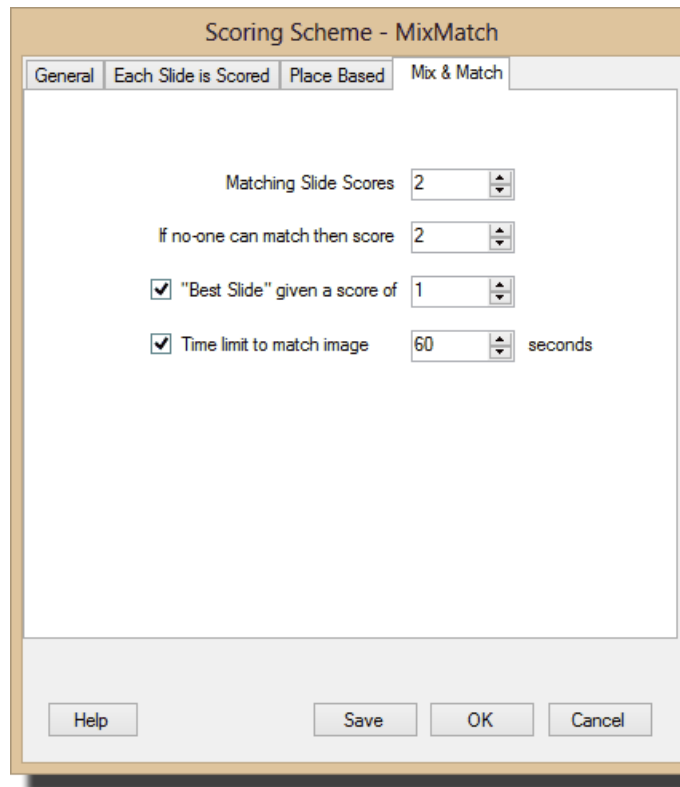 Scoring Scheme - MixMatch
General Each Slide is Scored Place Based Mix & Match
Matching Slide Scores 2
If no-one can match then score 2
"Best Slide" given a score of 1
Time limit to match image 60 seconds
Help Save OK Cancel